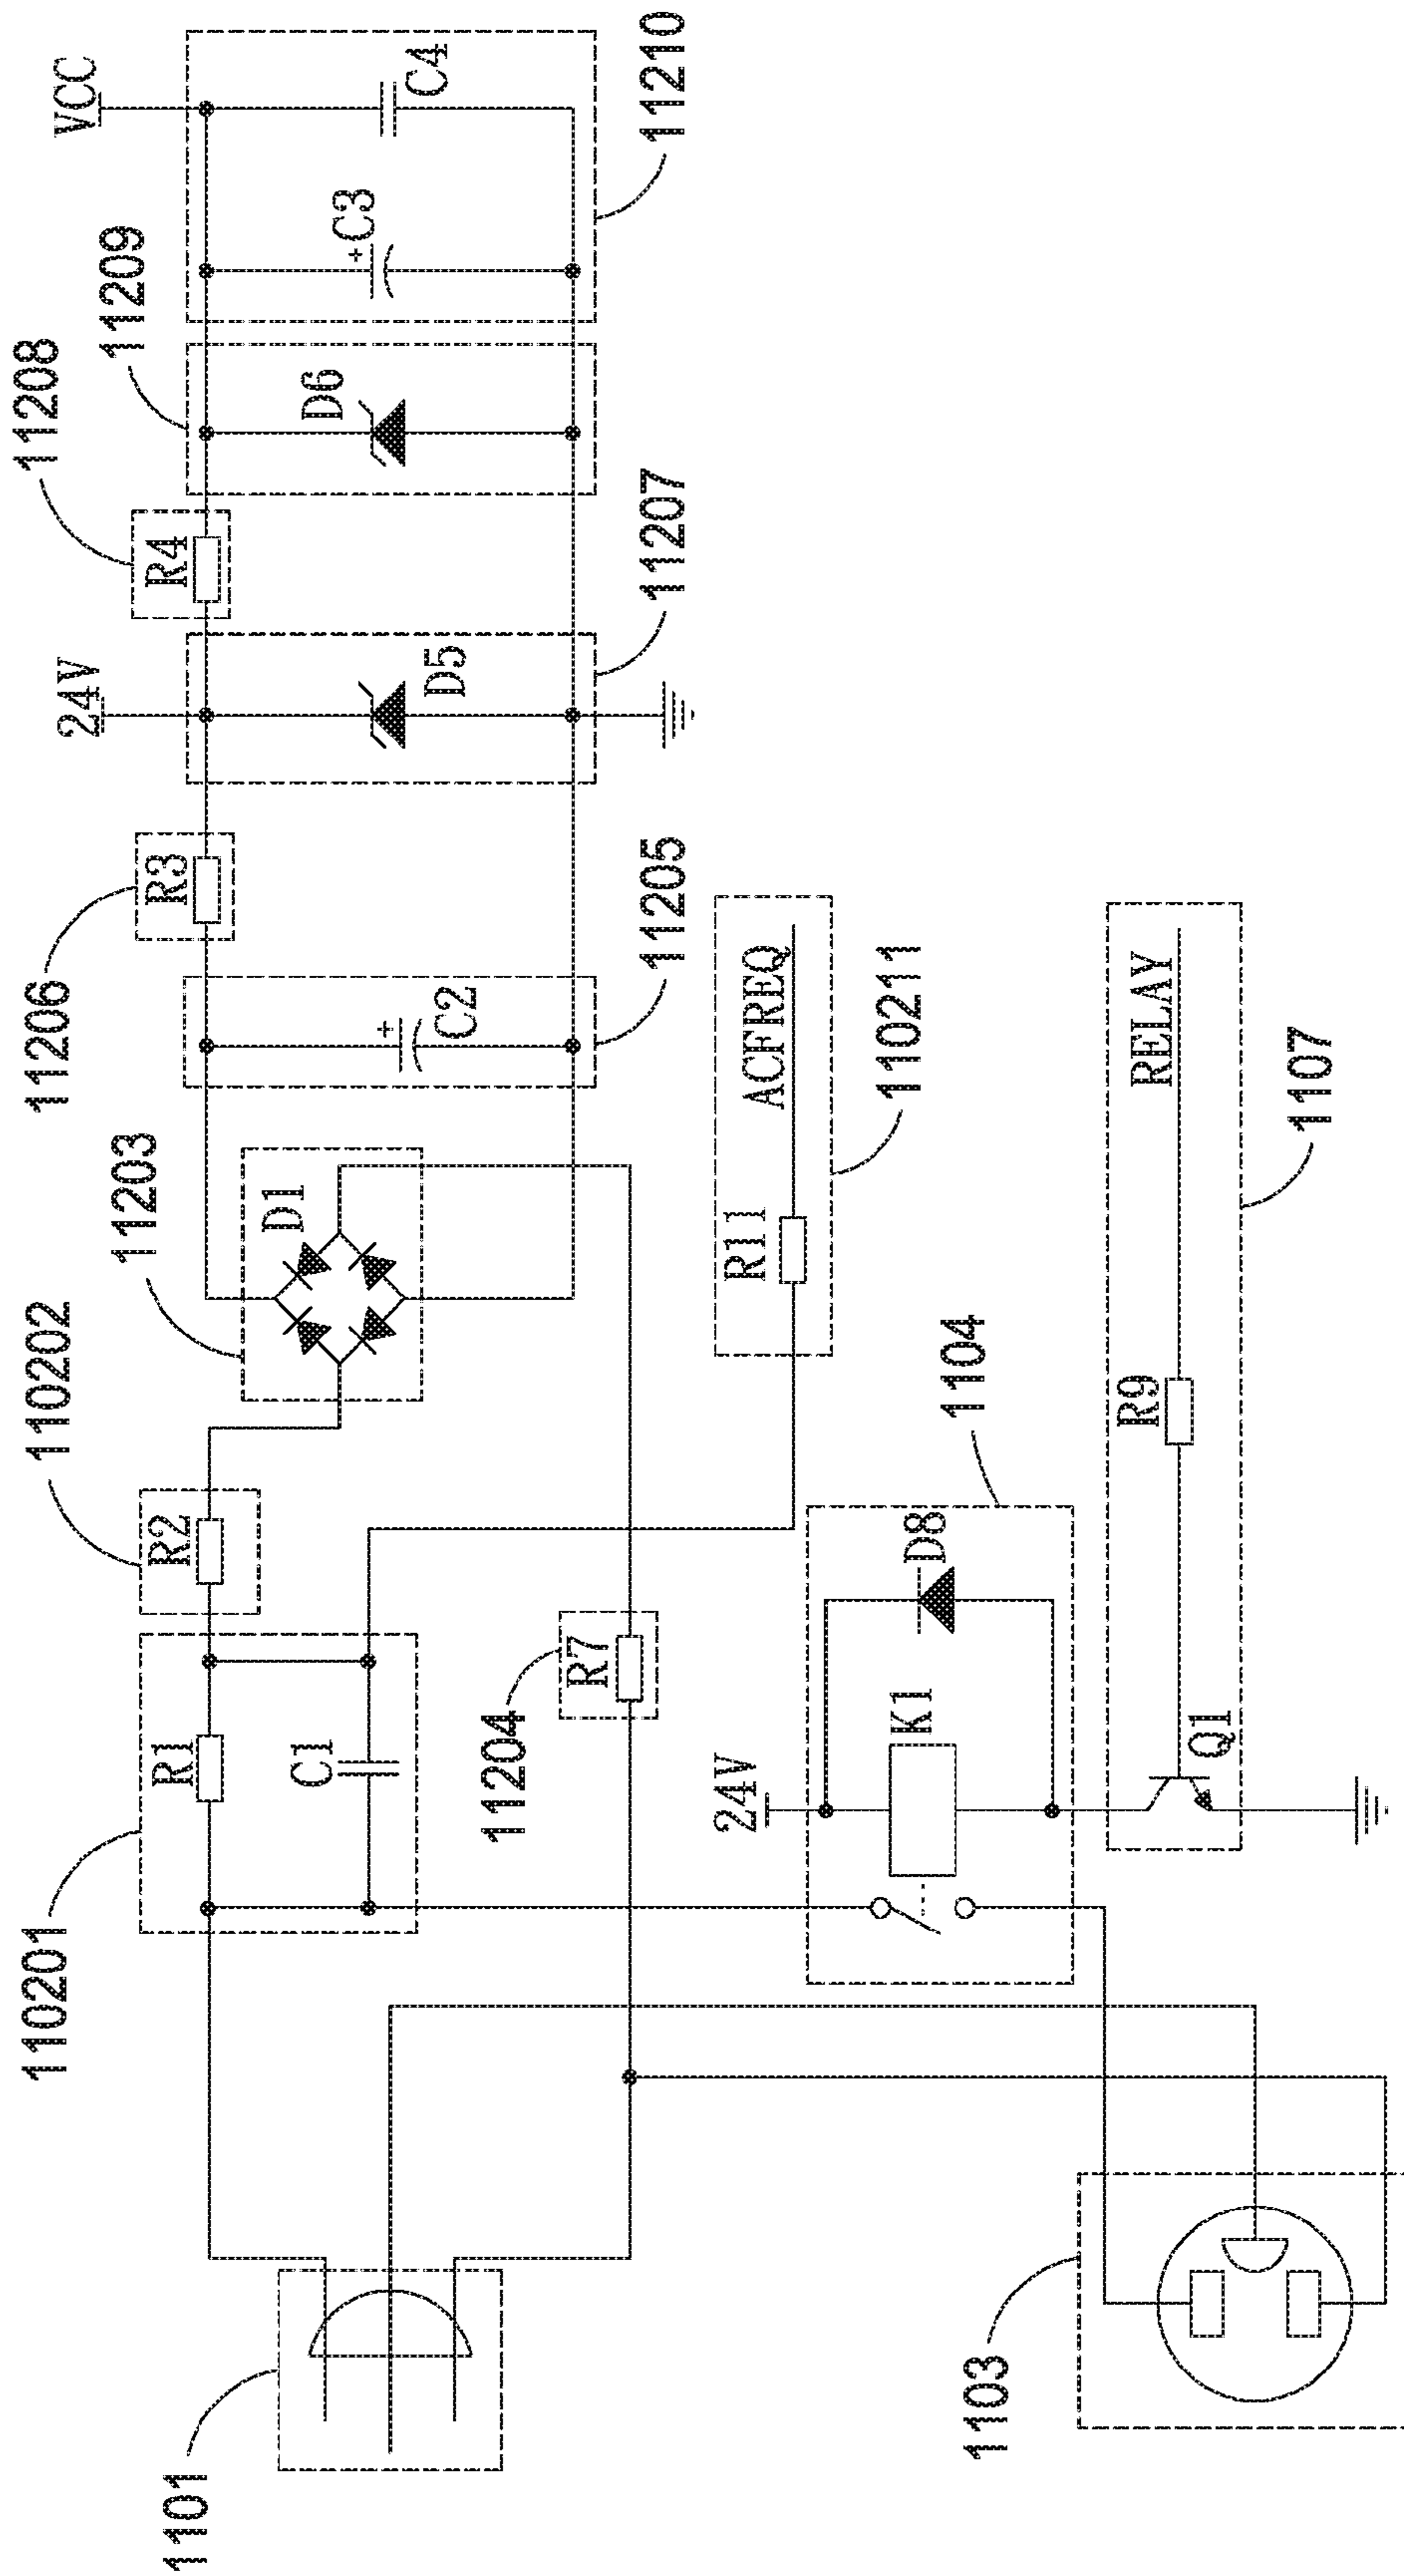 VCC
C4
11210
C3
11209
D6
11208
R4
11207
24V
D5
R3
11206
11205
C2
ACFREQ
110211
R11
11203
D1
RELAY
1107
R9
Q1
110202
R2
1104
D8
K1
24V
R7
11204
R1
C1
110201
1103
1101